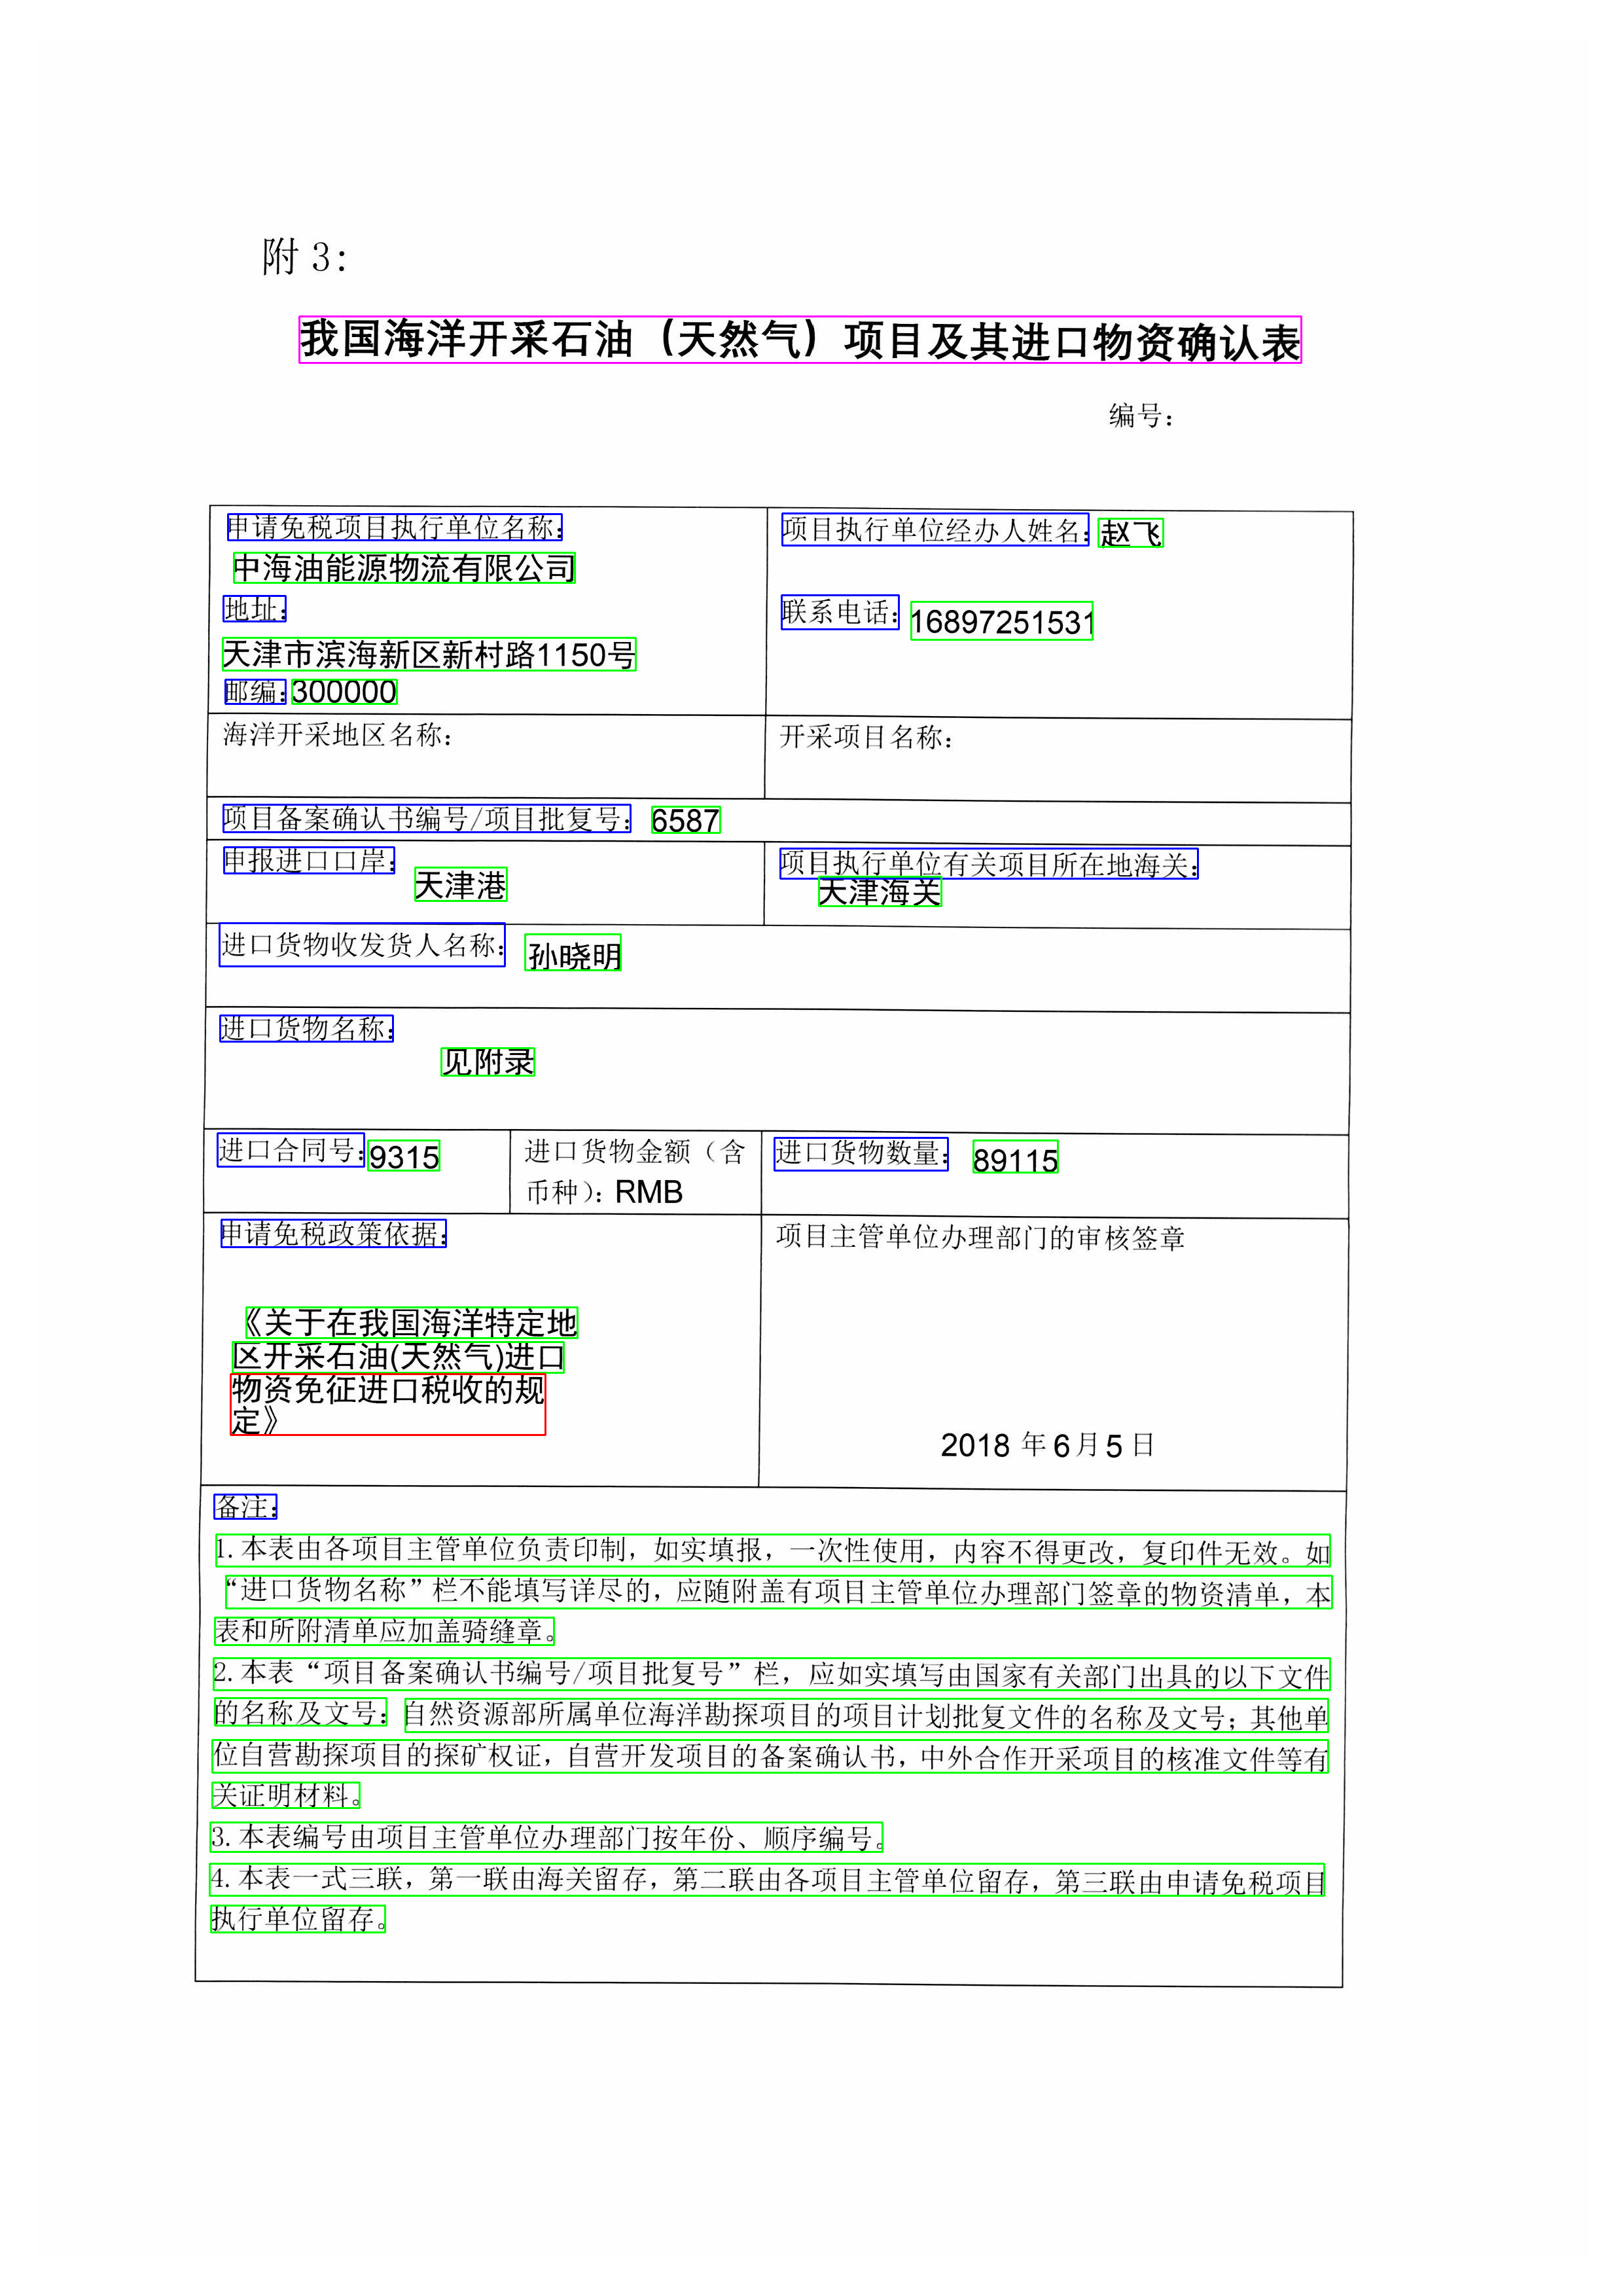 附 3：
我国海洋开采石油（天然气）项目及其进口物资确认表
编号：
申请免税项目执行单位名称：
中海油能源物流有限公司
地址：
天津市滨海新区新村路1150号
邮编：300000
项目执行单位经办人姓名：赵飞
联系电话：16897251531
海洋开采地区名称：
开采项目名称：
项目备案确认书编号/项目批复号：6587
申报进口口岸：
天津港
项目执行单位有关项目所在地海关：
天津海关
进口货物收发货人名称：孙晓明
进口货物名称：
见附录
进口合同号：9315
进口货物金额（含
币种）：RMB
进口货物数量：89115
申请免税政策依据：
《关于在我国海洋特定地
区开采石油(天然气)进口
物资免征进口税收的规
定》
项目主管单位办理部门的审核签章
2018 年 6 月 5 日
备注：
1.本表由各项目主管单位负责印制，如实填报，一次性使用，内容不得更改，复印件无效。如
“进口货物名称”栏不能填写详尽的，应随附盖有项目主管单位办理部门签章的物资清单，本
表和所附清单应加盖骑缝章。
2.本表“项目备案确认书编号/项目批复号”栏，应如实填写由国家有关部门出具的以下文件
的名称及文号：自然资源部所属单位海洋勘探项目的项目计划批复文件的名称及文号；其他单
位自营勘探项目的探矿权证，自营开发项目的备案确认书，中外合作开采项目的核准文件等有
关证明材料。
3.本表编号由项目主管单位办理部门按年份、顺序编号。
4.本表一式三联，第一联由海关留存，第二联由各项目主管单位留存，第三联由申请免税项目
执行单位留存。